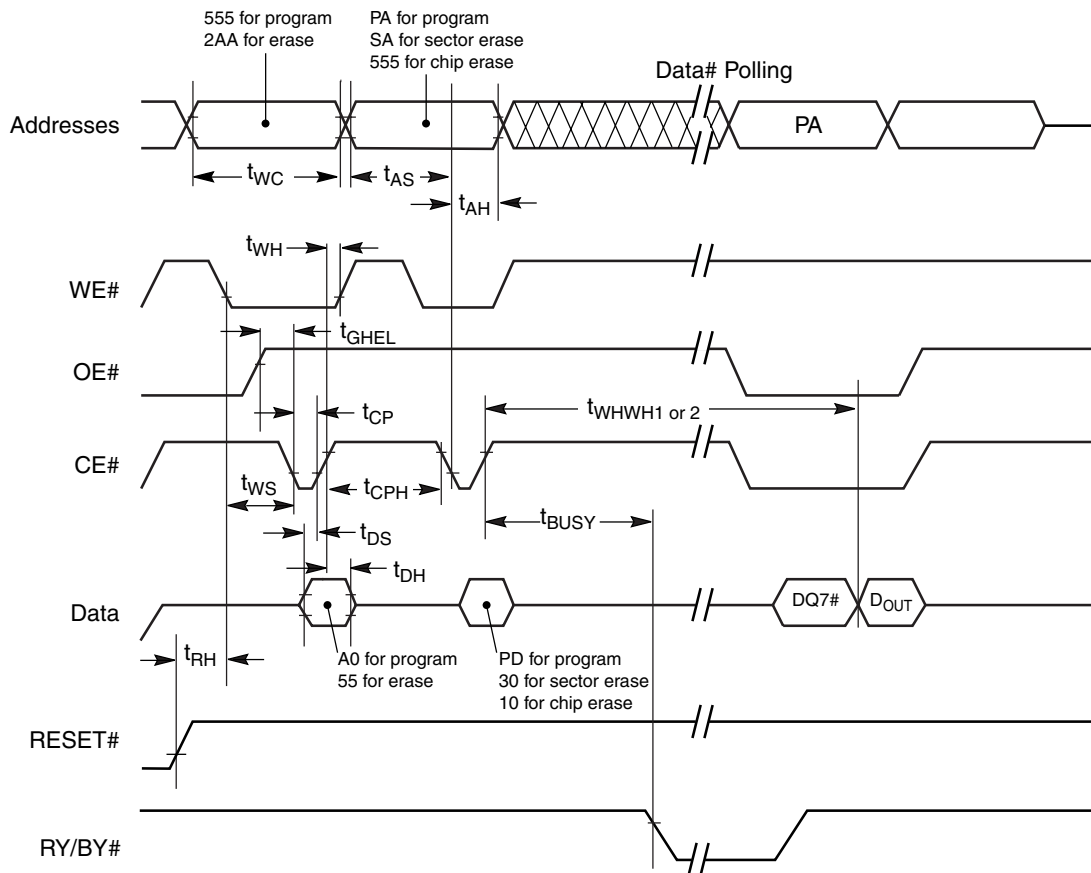 555 for program
2AA for erase
PA for program
SA for sector erase
555 for chip erase
Data# Polling
Addresses
PA
tWC
tAS
tAH
tWH
WE#
tGHEL
OE#
tWHWH1 or 2
tCP
CE#
tWS
tCPH
tBUSY
tDS
tDH
Data
DQ7#
DOUT
tRH
A0 for program
55 for erase
PD for program
30 for sector erase
10 for chip erase
RESET#
RY/BY#